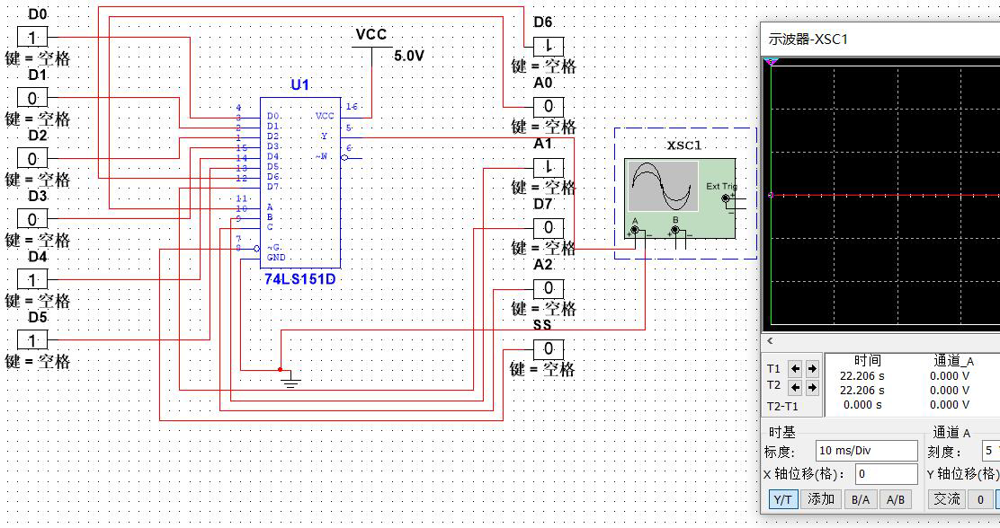 D0
1
键 = 空格
D1
0
键 = 空格
D2
0
键 = 空格
D3
0
键 = 空格
D4
1
键 = 空格
D5
1
键 = 空格
VCC
5.0V
U1
4
3
2
1
15
14
13
12
11
10
9
7
8
D0
D1
D2
D3
D4
D5
D6
D7
A
B
C
~G
GND
VCC
Y
~W
16
5
6
74LS151D
D6
1
键 = 空格
A0
0
键 = 空格
A1
1
键 = 空格
D7
0
键 = 空格
A2
0
键 = 空格
SS
0
键 = 空格
XSC1
Ext Trig
+
−
A
B
+ −
+ −
示波器-XSC1
<
时间 通道_A
T1 22.206 s 0.000 V
T2 22.206 s 0.000 V
T2-T1 0.000 s 0.000 V
时基 通道 A
标度: 10 ms/Div 刻度: 5
X 轴位移(格): 0 Y 轴位移(格)
Y/T 添加 B/A A/B 交流 0